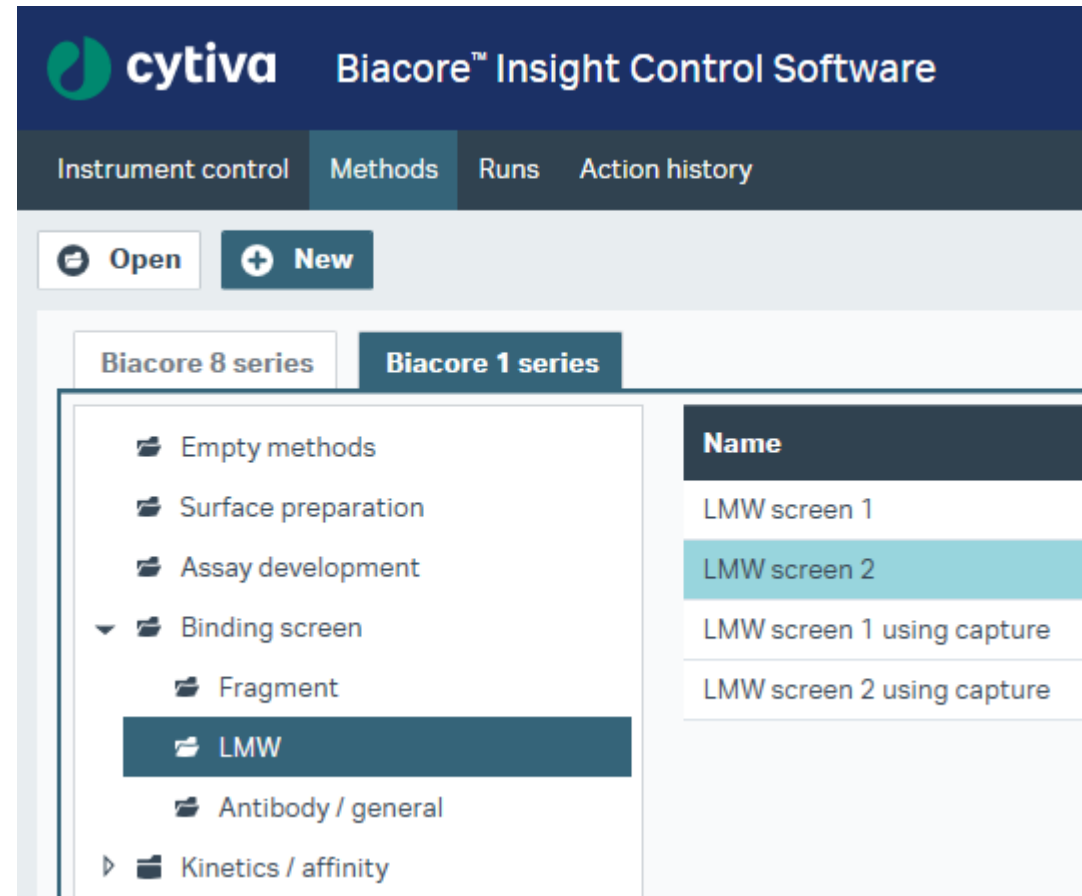 cytiva Biacore™ Insight Control Software
Instrument control Methods Runs Action history
Open New
Biacore 8 series Biacore 1 series
Empty methods
Surface preparation
Assay development
Binding screen
Fragment
LMW
Antibody / general
Kinetics / affinity
Name
LMW screen 1
LMW screen 2
LMW screen 1 using capture
LMW screen 2 using capture